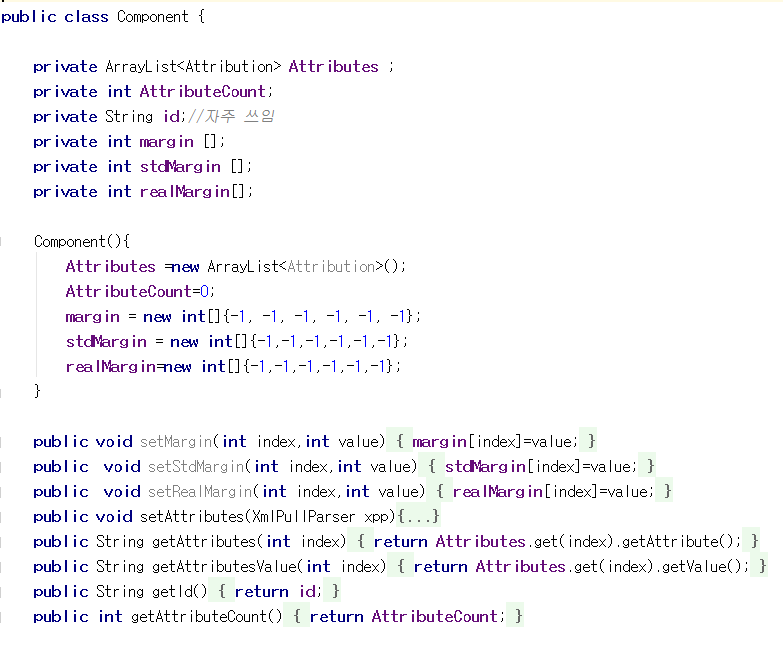 public class Component {
private ArrayList<Attribution> Attributes ;
private int AttributeCount;
private String id;//자주 쓰임
private int margin [];
private int stdMargin [];
private int realMargin[];
Component(){
Attributes =new ArrayList<Attribution>();
AttributeCount=0;
margin = new int[]{-1, -1, -1, -1, -1, -1};
stdMargin = new int[]{-1,-1,-1,-1,-1,-1};
realMargin=new int[]{-1,-1,-1,-1,-1,-1};
}
public void setMargin(int index,int value) { margin[index]=value; }
public  void setStdMargin(int index,int value) { stdMargin[index]=value; }
public  void setRealMargin(int index,int value) { realMargin[index]=value; }
public void setAttributes(XmlPullParser xpp){...}
public String getAttributes(int index) { return Attributes.get(index).getAttribute(); }
public String getAttributesValue(int index) { return Attributes.get(index).getValue(); }
public String getId() { return id; }
public int getAttributeCount() { return AttributeCount; }